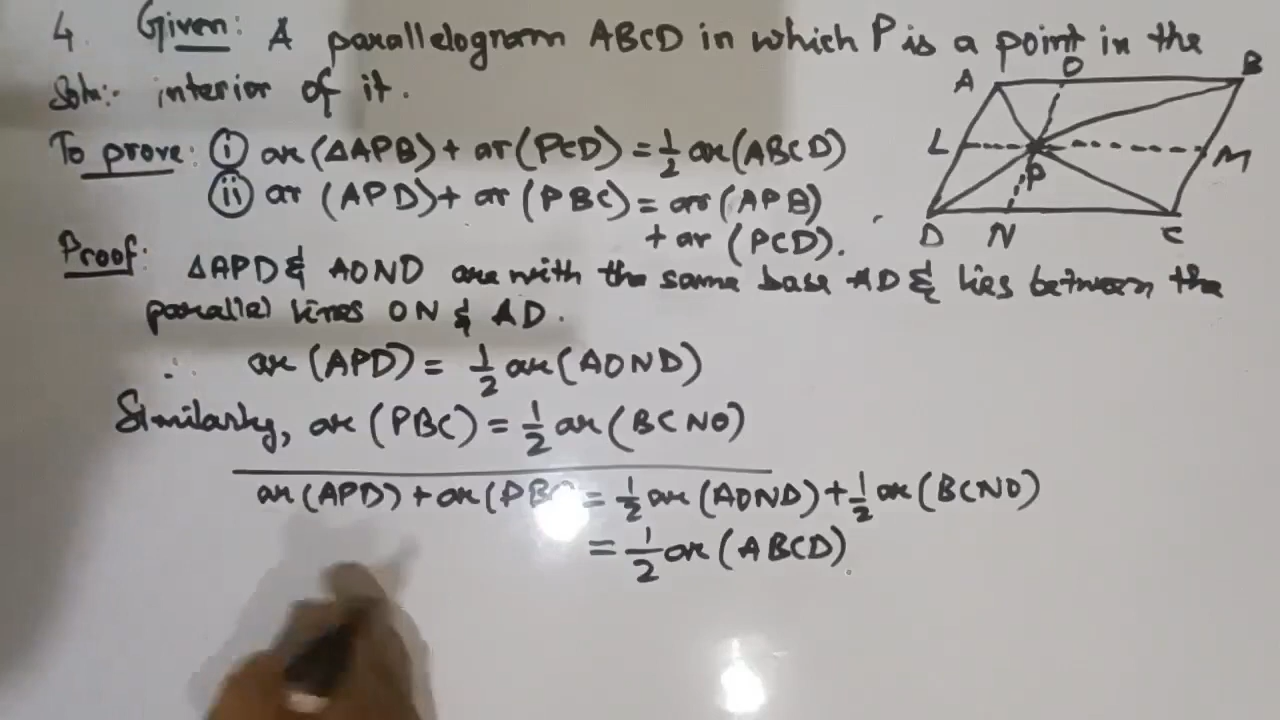 4. Given: A parallelogram ABCD in which P is a point in the
Soln:- interior of it.
To prove: (i) ar (ΔAPB) + ar (PCD) = 1/2 ar (ABCD)
(ii) ar (APD) + ar (PBC) = ar (APB)
+ ar (PCD).
A O B
L P M
D N C
Proof: ΔAPD & AOND are with the same base AD & lies between the
parallel lines ON & AD.
∴ ar (APD) = 1/2 ar (AOND)
Similarly, ar (PBC) = 1/2 ar (BCNO)
ar (APD) + ar (PBC) = 1/2 ar (AOND) + 1/2 ar (BCNO)
= 1/2 ar (ABCD).